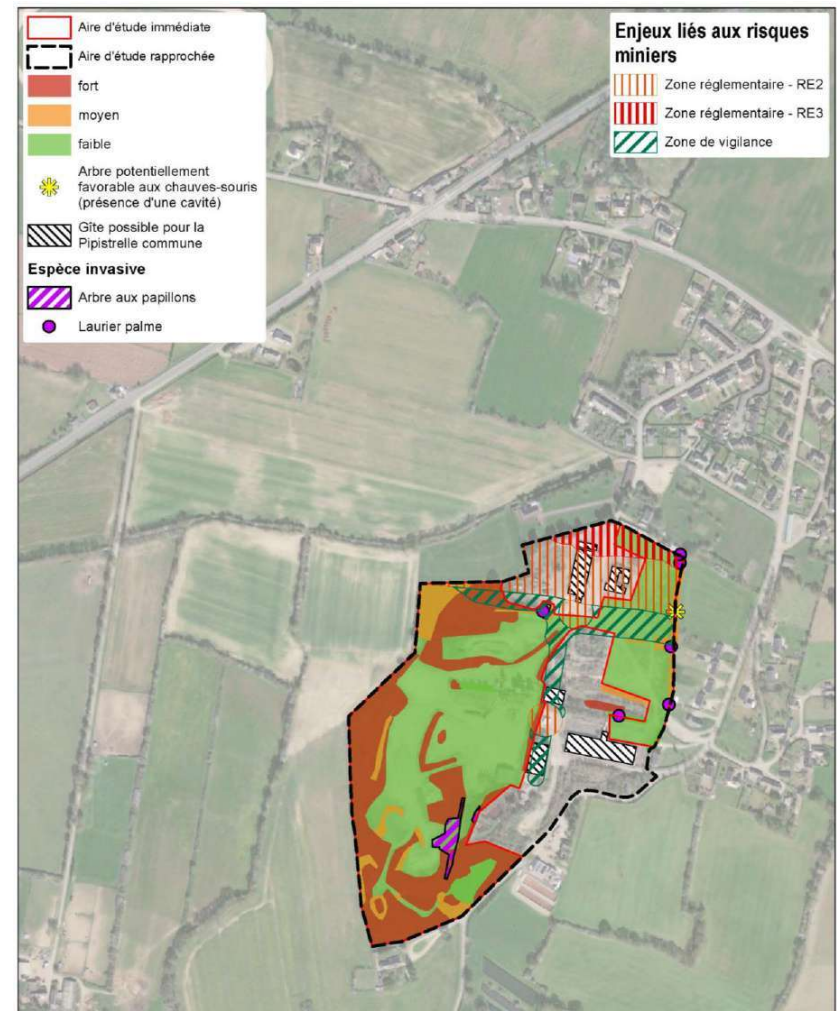 Aire d'étude immédiate
Aire d'étude rapprochée
fort
moyen
faible
Arbre potentiellement
favorable aux chauves-souris
(présence d'une cavité)
Gîte possible pour la
Pipistrelle commune
Espèce invasive
Arbre aux papillons
Laurier palme
Enjeux liés aux risques
miniers
Zone réglementaire - RE2
Zone réglementaire - RE3
Zone de vigilance